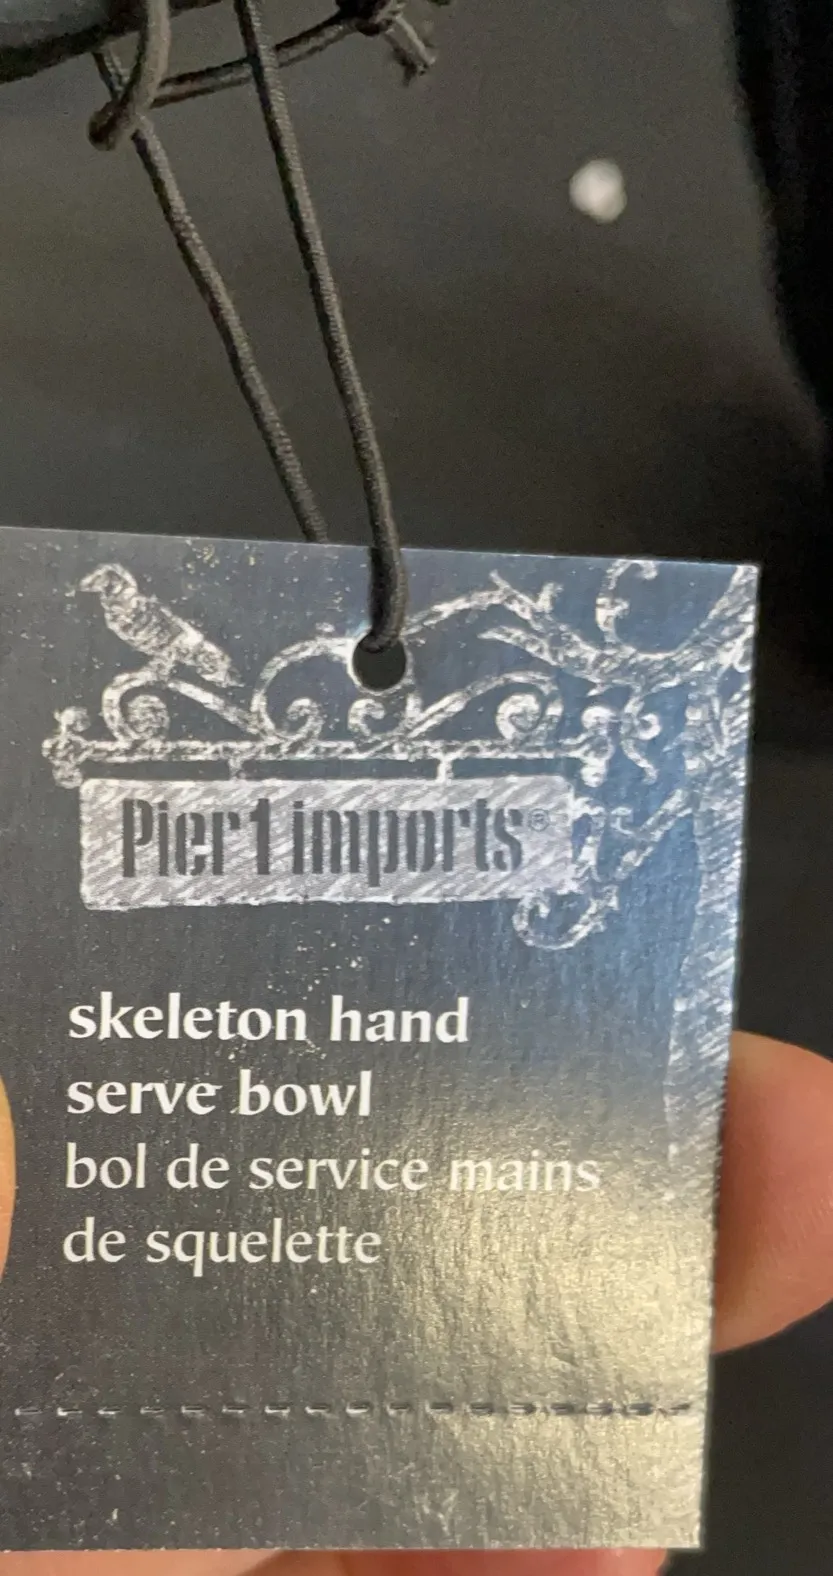 Pier 1 imports®
skeleton hand
serve bowl
bol de service mains
de squelette